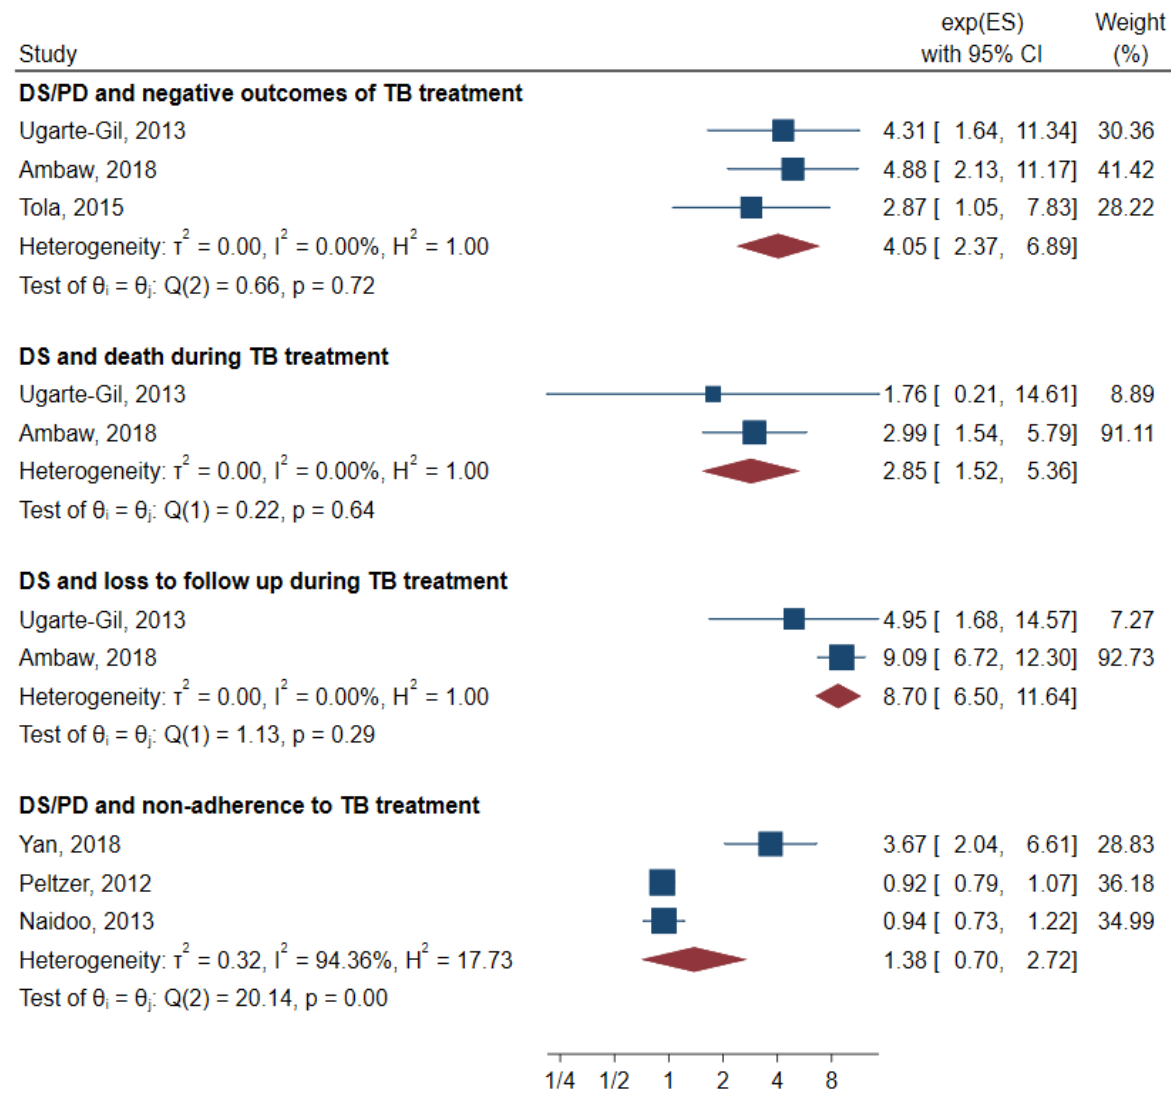 exp(ES) Weight
Study with 95% CI (%)
DS/PD and negative outcomes of TB treatment
Ugarte-Gil, 2013 4.31 [ 1.64, 11.34] 30.36
Ambaw, 2018 4.88 [ 2.13, 11.17] 41.42
Tola, 2015 2.87 [ 1.05, 7.83] 28.22
Heterogeneity: τ² = 0.00, I² = 0.00%, H² = 1.00 4.05 [ 2.37, 6.89]
Test of θᵢ = θⱼ: Q(2) = 0.66, p = 0.72
DS and death during TB treatment
Ugarte-Gil, 2013 1.76 [ 0.21, 14.61] 8.89
Ambaw, 2018 2.99 [ 1.54, 5.79] 91.11
Heterogeneity: τ² = 0.00, I² = 0.00%, H² = 1.00 2.85 [ 1.52, 5.36]
Test of θᵢ = θⱼ: Q(1) = 0.22, p = 0.64
DS and loss to follow up during TB treatment
Ugarte-Gil, 2013 4.95 [ 1.68, 14.57] 7.27
Ambaw, 2018 9.09 [ 6.72, 12.30] 92.73
Heterogeneity: τ² = 0.00, I² = 0.00%, H² = 1.00 8.70 [ 6.50, 11.64]
Test of θᵢ = θⱼ: Q(1) = 1.13, p = 0.29
DS/PD and non-adherence to TB treatment
Yan, 2018 3.67 [ 2.04, 6.61] 28.83
Peltzer, 2012 0.92 [ 0.79, 1.07] 36.18
Naidoo, 2013 0.94 [ 0.73, 1.22] 34.99
Heterogeneity: τ² = 0.32, I² = 94.36%, H² = 17.73 1.38 [ 0.70, 2.72]
Test of θᵢ = θⱼ: Q(2) = 20.14, p = 0.00
1/4 1/2 1 2 4 8